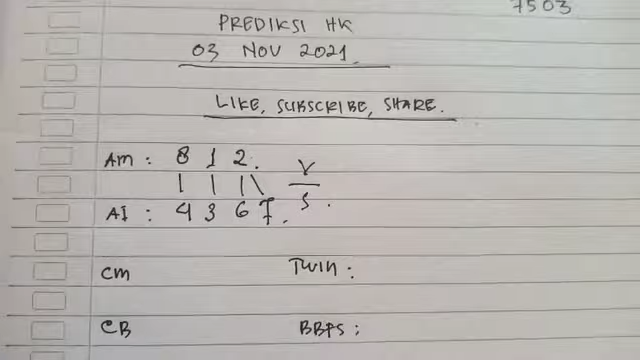 7503
PREDIKSI HK
03 NOV 2021.
LIKE, SUBSCRIBE, SHARE.
AM : 8 1 2. V
AI : 4 3 6 7. S.
CM TWIN :
CB BBFS :